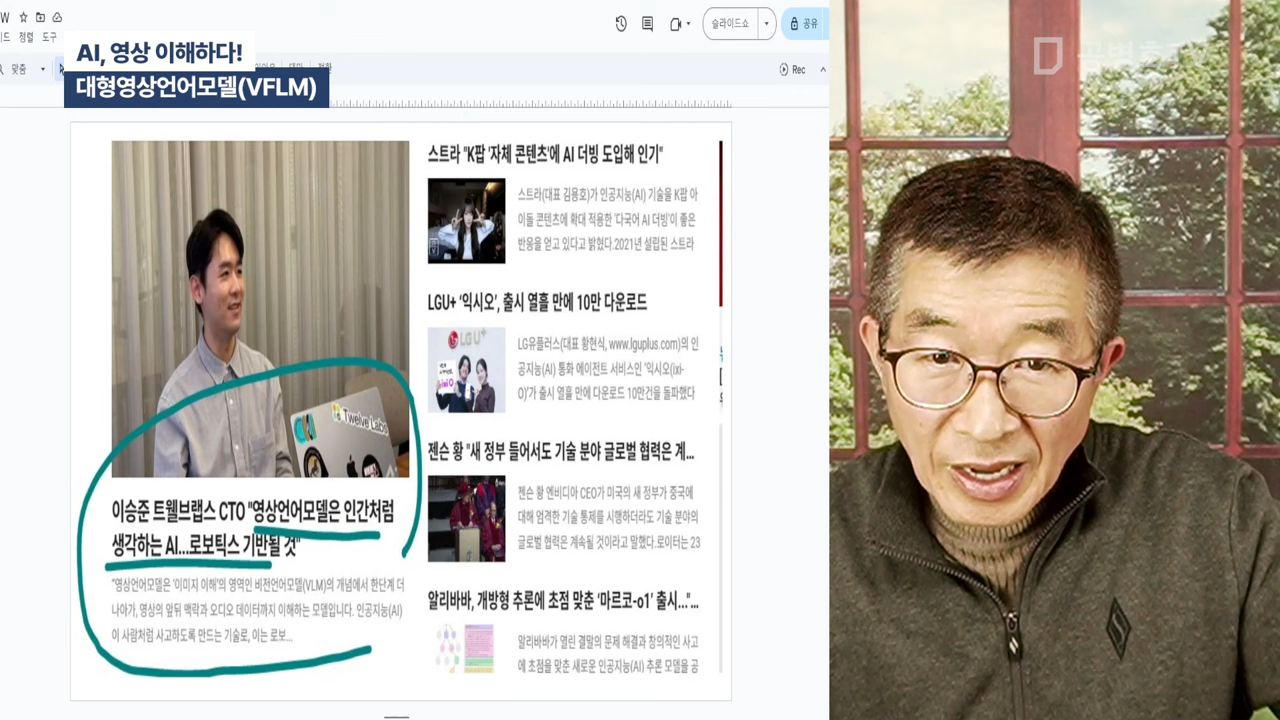 W
드 정렬 도구
슬라이드쇼
공유
AI, 영상 이해하다!
대형영상언어모델(VFLM)
맞춤
Rec
공병호TV
LG U+
ixi O
Twelve Labs
이승준 트웰브랩스 CTO "영상언어모델은 인간처럼
생각하는 AI...로보틱스 기반될 것"
"영상언어모델은 '이미지 이해'의 영역인 비전언어모델(VLM)의 개념에서 한단계 더
나아가, 영상의 앞뒤 맥락과 오디오 데이터까지 이해하는 모델입니다. 인공지능(AI)
이 사람처럼 사고하도록 만드는 기술로, 이는 로보...
스트라 "K팝 '자체 콘텐츠'에 AI 더빙 도입해 인기"
스트라(대표 김용호)가 인공지능(AI) 기술을 K팝 아
이돌 콘텐츠에 확대 적용한 '다국어 AI 더빙'이 좋은
반응을 얻고 있다고 밝혔다.2021년 설립된 스트라
LGU+ '익시오', 출시 열흘 만에 10만 다운로드
LG유플러스(대표 황현식, www.lguplus.com)의 인
공지능(AI) 통화 에이전트 서비스인 '익시오(ixi-
O)'가 출시 열흘 만에 다운로드 10만건을 돌파했다
젠슨 황 "새 정부 들어서도 기술 분야 글로벌 협력은 계...
젠슨 황 엔비디아 CEO가 미국의 새 정부가 중국에
대해 엄격한 기술 통제를 시행하더라도 기술 분야의
글로벌 협력은 계속될 것이라고 말했다.로이터는 23
알리바바, 개방형 추론에 초점 맞춘 '마르코-o1' 출시..."...
알리바바가 열린 결말의 문제 해결과 창의적인 사고
에 초점을 맞춘 새로운 인공지능(AI) 추론 모델을 공